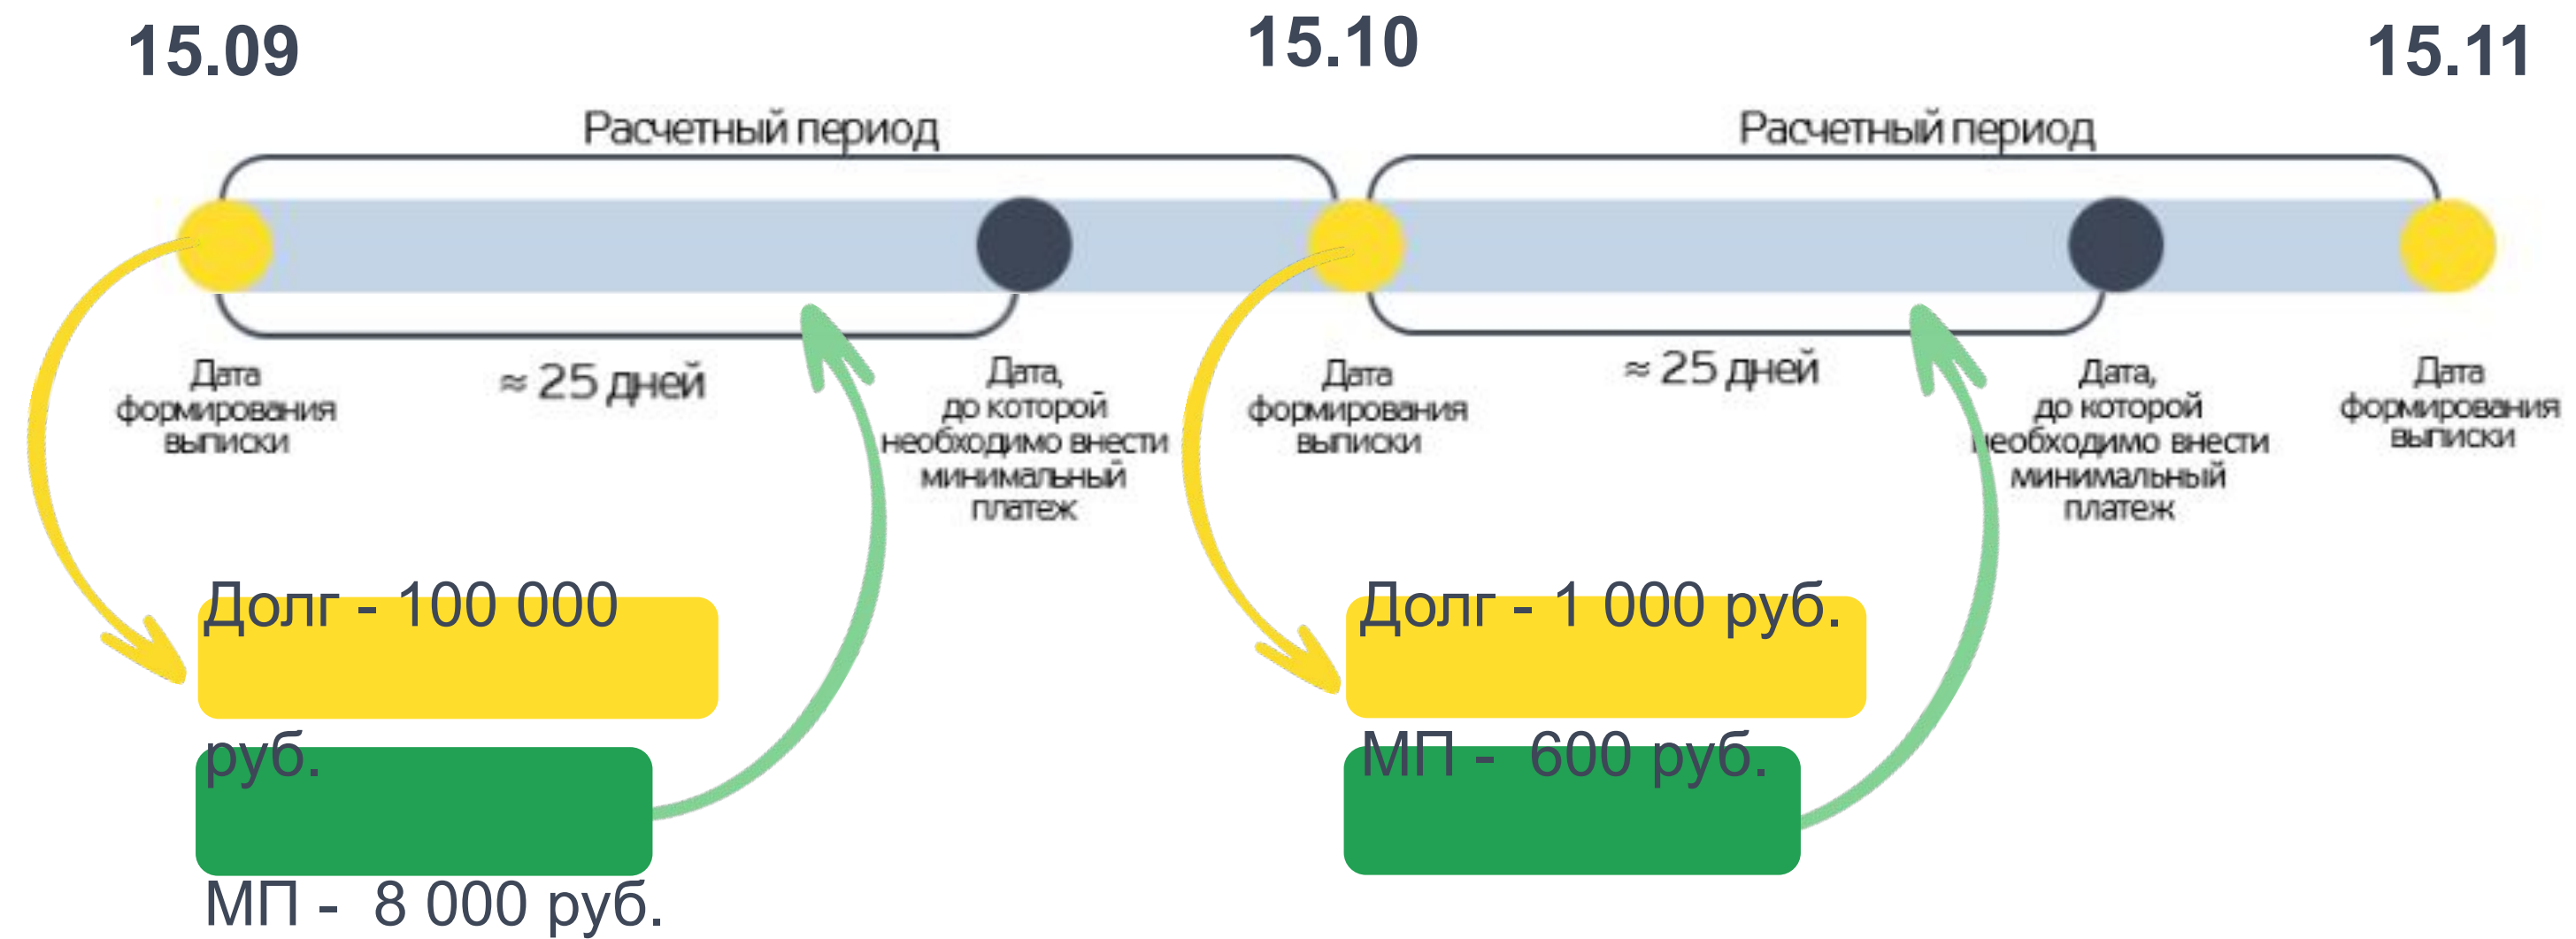 15.09
15.10
15.11
Расчетный период
Расчетный период
Дата
формирования
выписки
≈ 25 дней
Дата,
до которой
необходимо внести
минимальный
платеж
Дата
формирования
выписки
≈ 25 дней
Дата,
до которой
необходимо внести
минимальный
платеж
Дата
формирования
выписки
Долг - 100 000
руб.
МП - 8 000 руб.
Долг - 1 000 руб.
МП - 600 руб.